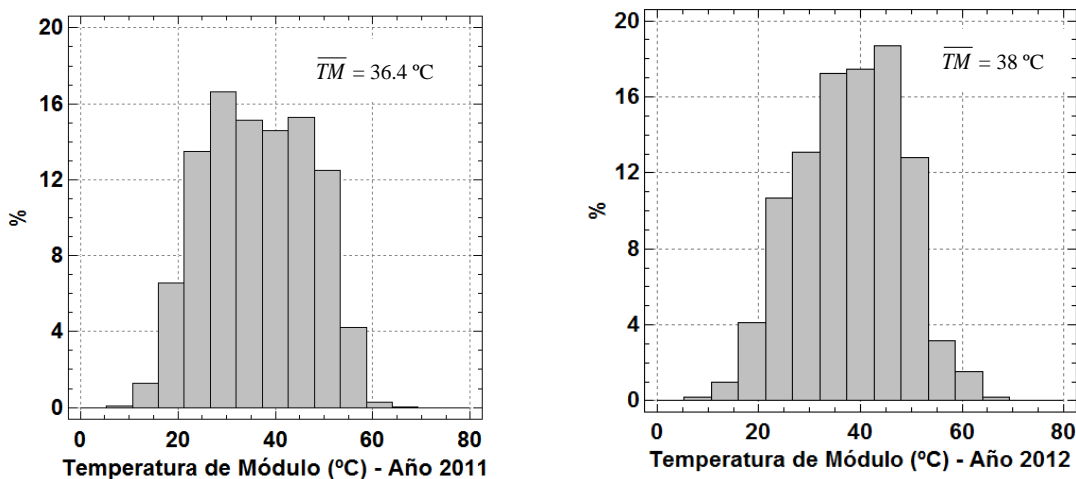 20
16
12
8
4
0
%
TM = 36.4 ºC
0 20 40 60 80
Temperatura de Módulo (ºC) - Año 2011
20
16
12
8
4
0
%
TM = 38 ºC
0 20 40 60 80
Temperatura de Módulo (ºC) - Año 2012